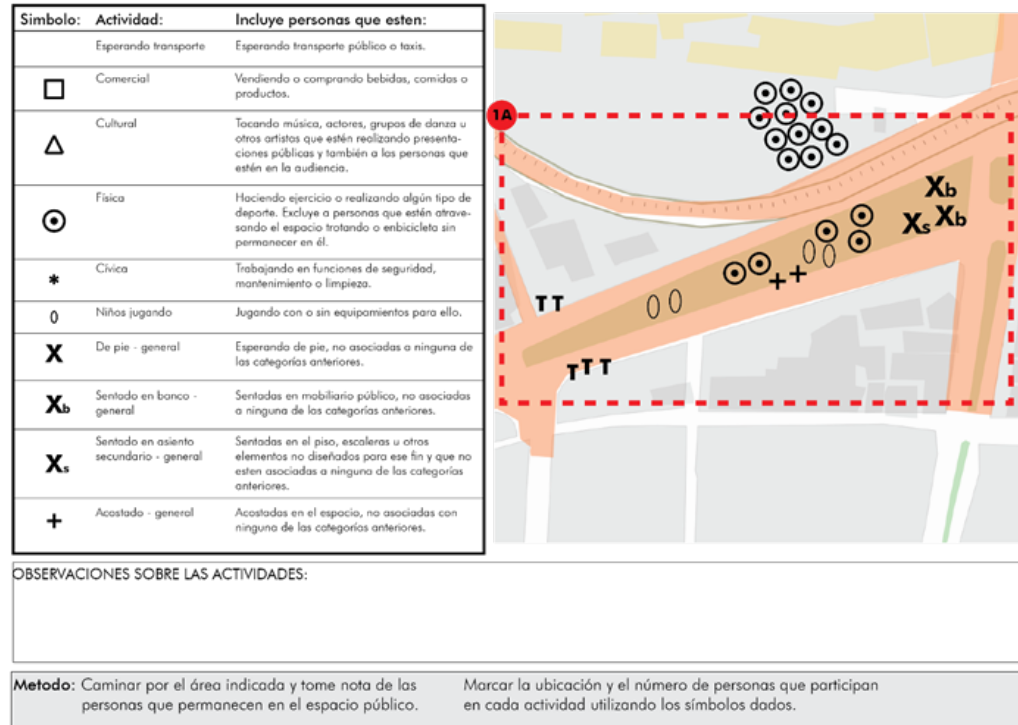 Simbolo: Actividad: Incluye personas que esten:
Esperando transporte Esperando transporte público o taxis.
Comercial Vendiendo o comprando bebidas, comidas o
productos.
Cultural Tocando música, actores, grupos de danza u
otros artistas que estén realizando presenta-
ciones públicas y también a las personas que
estén en la audiencia.
Física Haciendo ejercicio o realizando algún tipo de
deporte. Excluye a personas que estén atrave-
sando el espacio trotando o enbicicleta sin
permanecer en él.
* Cívica Trabajando en funciones de seguridad,
mantenimiento o limpieza.
Niños jugando Jugando con o sin equipamientos para ello.
X De pie - general Esperando de pie, no asociadas a ninguna de
las categorías anteriores.
Xb Sentado en banco - Sentadas en mobiliario público, no asociadas
general a ninguna de las categorías anteriores.
Xs Sentado en asiento Sentadas en el piso, escaleras u otros
secundario - general elementos no diseñados para ese fin y que no
esten asociadas a ninguna de las categorías
anteriores.
+ Acostado - general Acostadas en el espacio, no asociadas con
ninguna de las categorías anteriores.
1A
Xb
Xs Xb
+ +
T T
T T T
OBSERVACIONES SOBRE LAS ACTIVIDADES:
Metodo: Caminar por el área indicada y tome nota de las
personas que permanecen en el espacio público.
Marcar la ubicación y el número de personas que participan
en cada actividad utilizando los símbolos dados.